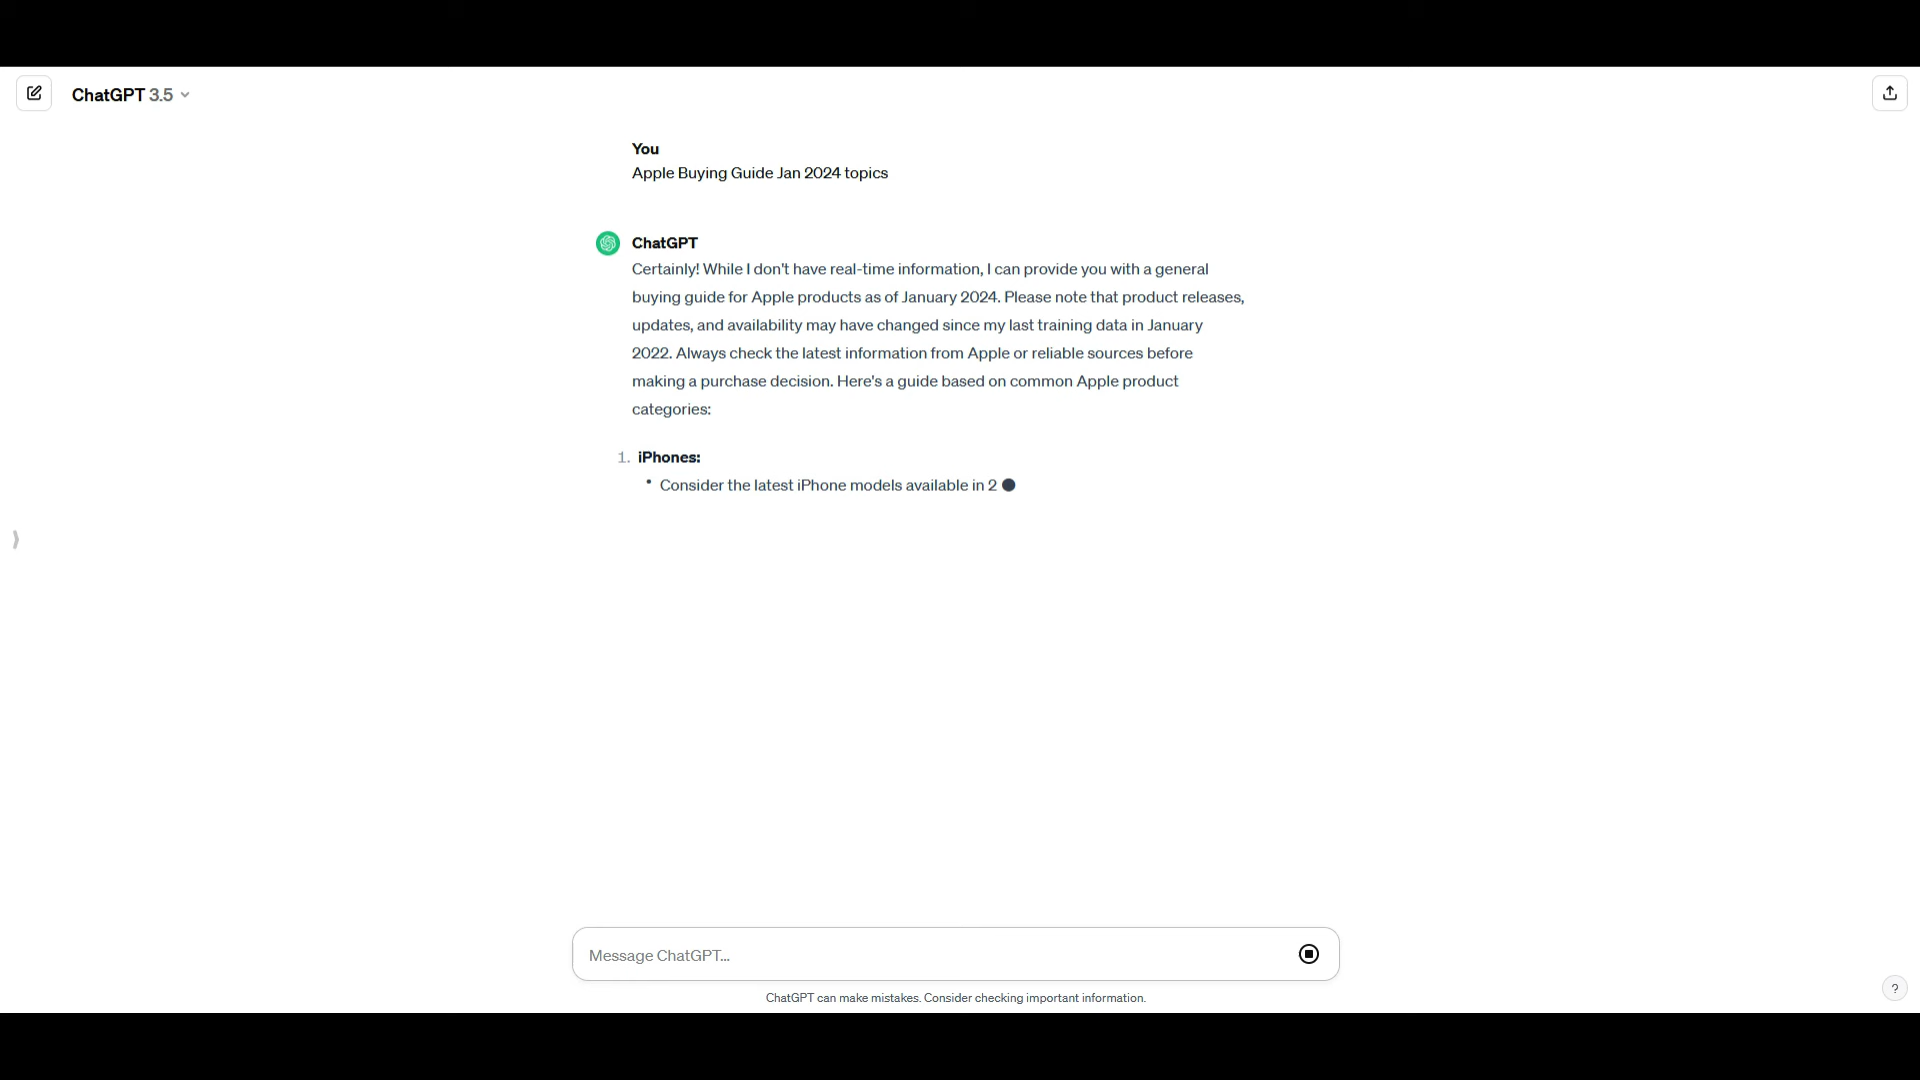 ChatGPT 3.5
You
Apple Buying Guide Jan 2024 topics
ChatGPT
Certainly! While I don't have real-time information, I can provide you with a general
buying guide for Apple products as of January 2024. Please note that product releases,
updates, and availability may have changed since my last training data in January
2022. Always check the latest information from Apple or reliable sources before
making a purchase decision. Here's a guide based on common Apple product
categories:
1. iPhones:
• Consider the latest iPhone models available in 2
Message ChatGPT...
ChatGPT can make mistakes. Consider checking important information.
?